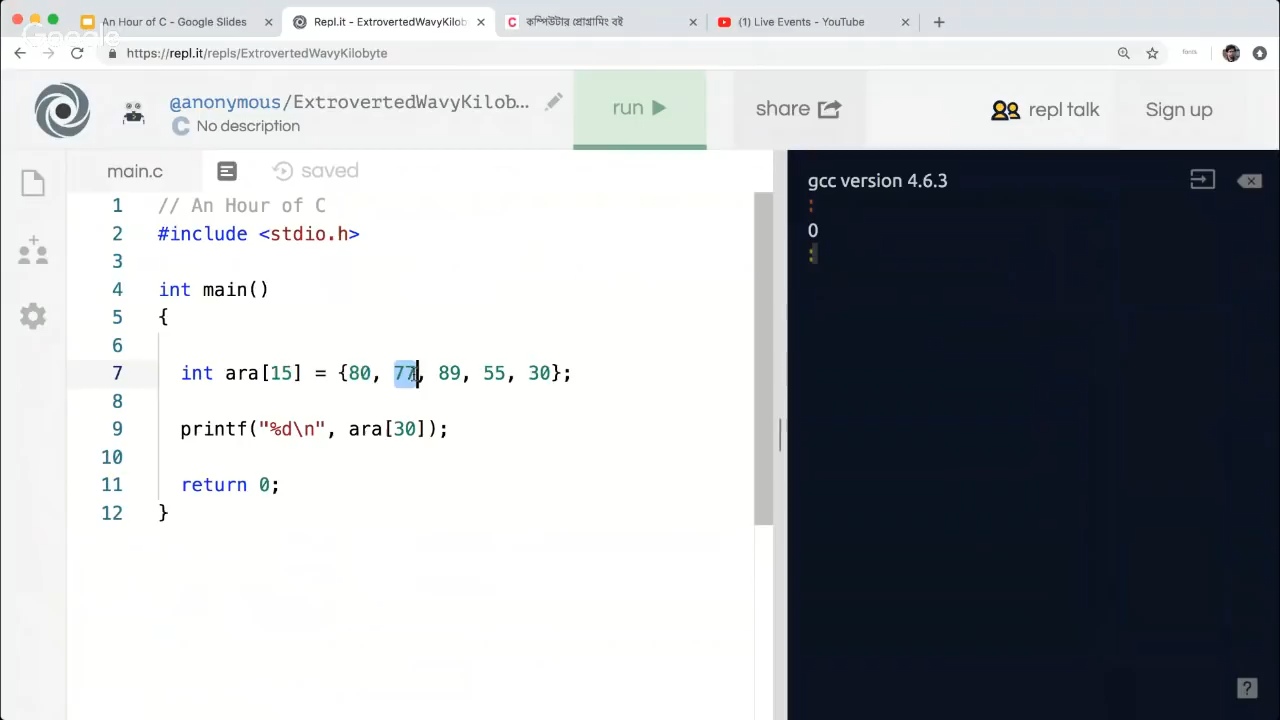 An Hour of C - Google Slides
Repl.it - ExtrovertedWavyKilob
কম্পিউটার প্রোগ্রামিং বই
(1) Live Events - YouTube
Google
https://repl.it/repls/ExtrovertedWavyKilobyte
@anonymous/ExtrovertedWavyKilob...
No description
run
share
repl talk
Sign up
main.c
saved
gcc version 4.6.3
0
1 // An Hour of C
2 #include <stdio.h>
3
4 int main()
5 {
6
7 int ara[15] = {80, 77, 89, 55, 30};
8
9 printf("%d\n", ara[30]);
10
11 return 0;
12 }
?